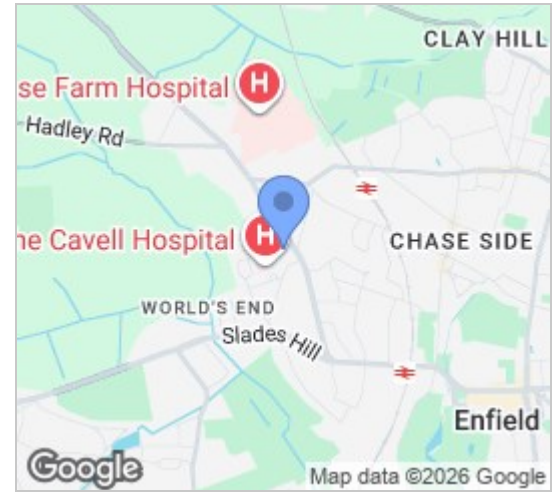 CLAY HILL
se Farm Hospital H
Hadley Rd
ne Cavell Hospital H
CHASE SIDE
WORLD'S END
Slades Hill
Enfield
Google
Map data ©2026 Google